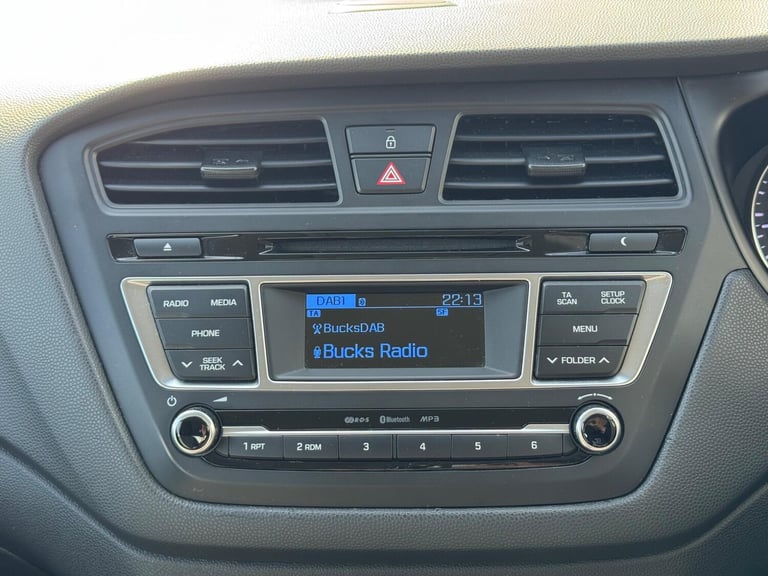 RADIO MEDIA
PHONE
SEEK
TRACK
DAB1 22:13
TA SF
BucksDAB
Bucks Radio
TA
SCAN
SETUP
CLOCK
MENU
FOLDER
R·D·S Bluetooth MP3
1 RPT 2 RDM 3 4 5 6